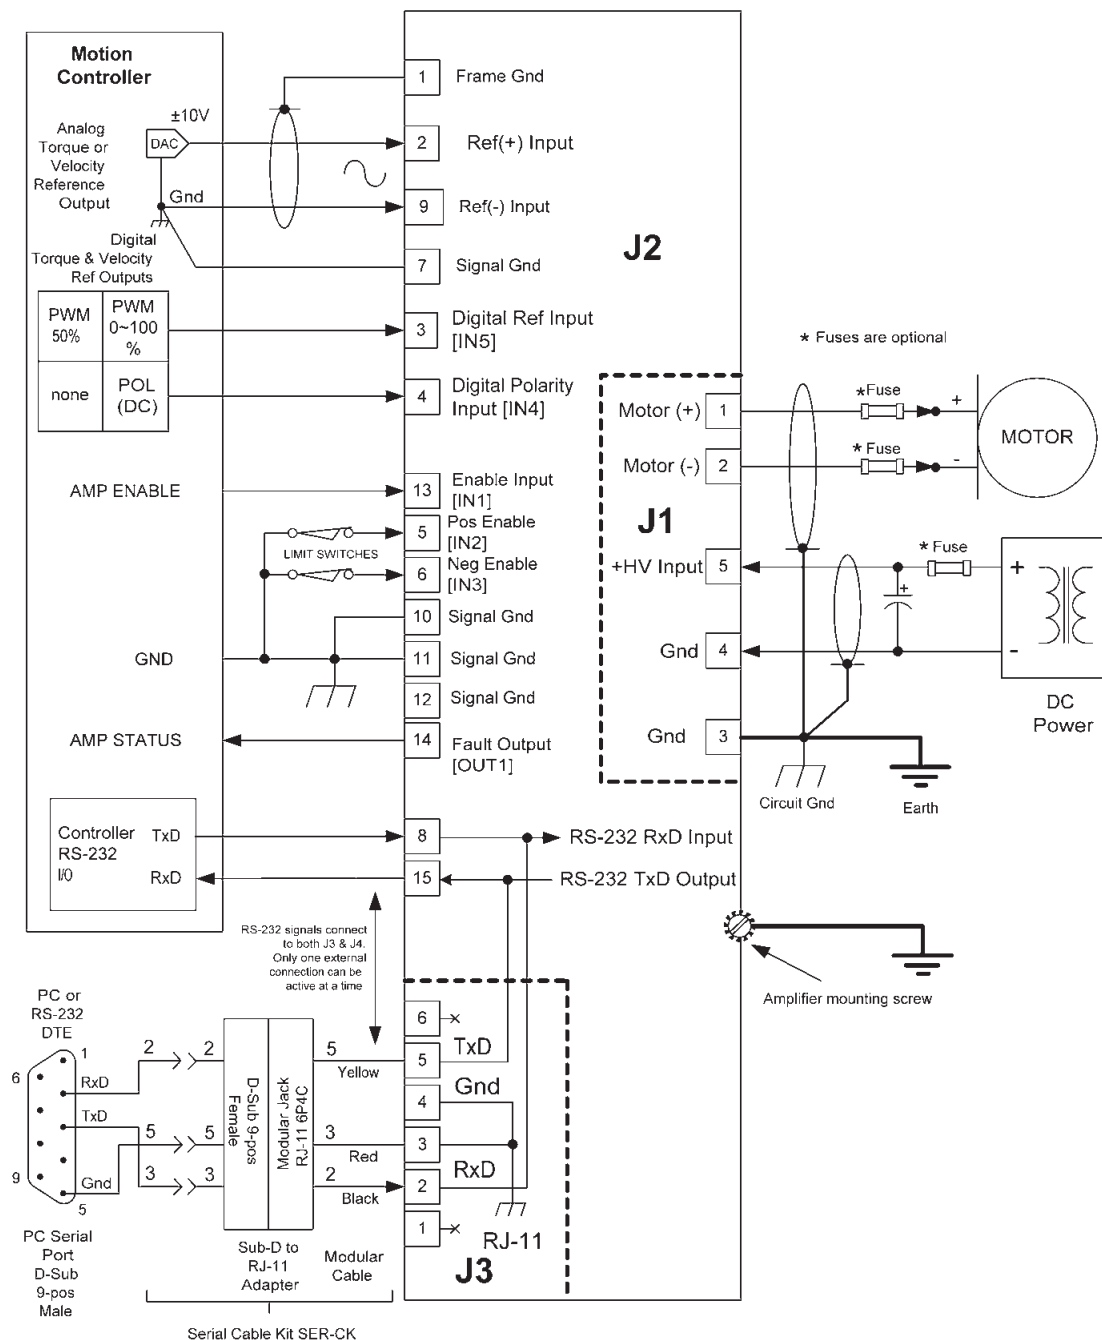 Motion
Controller
±10V
Analog
Torque or
Velocity
Reference
Output
DAC
Gnd
Digital
Torque & Velocity
Ref Outputs
PWM
50%
PWM
0~100
%
none
POL
(DC)
AMP ENABLE
LIMIT SWITCHES
GND
AMP STATUS
Controller
RS-232
I/0
TxD
RxD
1
Frame Gnd
2
Ref(+) Input
9
Ref(-) Input
7
Signal Gnd
3
Digital Ref Input
[IN5]
4
Digital Polarity
Input [IN4]
13
Enable Input
[IN1]
5
Pos Enable
[IN2]
6
Neg Enable
[IN3]
10
Signal Gnd
11
Signal Gnd
12
Signal Gnd
14
Fault Output
[OUT1]
8
RS-232 RxD Input
15
RS-232 TxD Output
J2
* Fuses are optional
J1
Motor (+)
1
*Fuse
+
Motor (-)
2
* Fuse
-
MOTOR
+HV Input
5
* Fuse
+
+
Gnd
4
-
DC
Power
Gnd
3
Circuit Gnd
Earth
Amplifier mounting screw
RS-232 signals connect
to both J3 & J4.
Only one external
connection can be
active at a time
PC or
RS-232
DTE
1
6
RxD
TxD
9
Gnd
5
2
2
5
5
3
3
D-Sub 9-pos
Female
Modular Jack
RJ-11 6P4C
5
Yellow
3
Red
2
Black
6
5
TxD
Gnd
4
3
RxD
2
1
RJ-11
J3
PC Serial
Port
D-Sub
9-pos
Male
Sub-D to
RJ-11
Adapter
Modular
Cable
Serial Cable Kit SER-CK